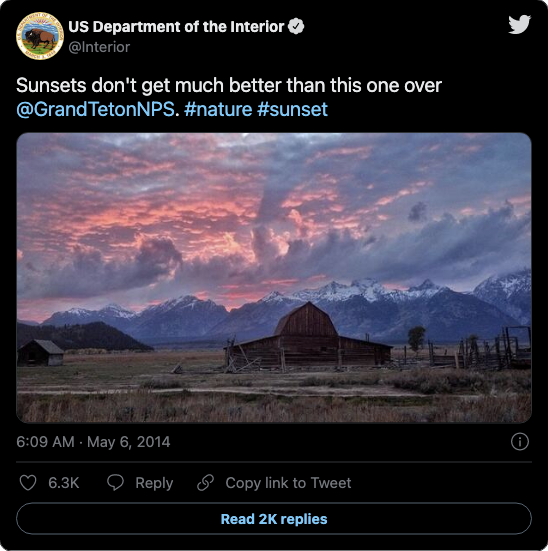 US Department of the Interior
@Interior
Sunsets don't get much better than this one over
@GrandTetonNPS. #nature #sunset
6:09 AM · May 6, 2014
6.3K
Reply
Copy link to Tweet
Read 2K replies